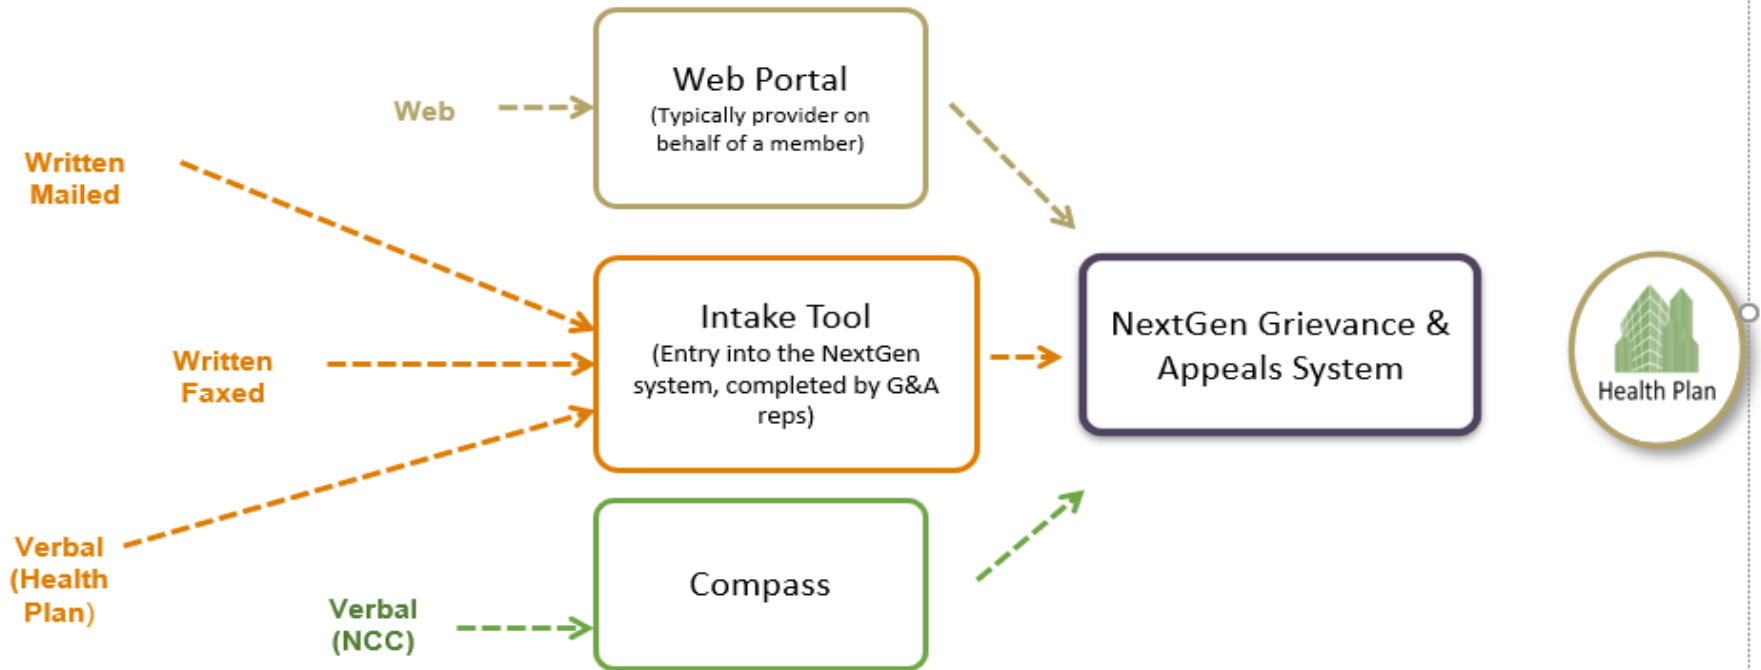 Web
Web Portal
(Typically provider on
behalf of a member)
Written
Mailed
Written
Faxed
Verbal
(Health
Plan)
Intake Tool
(Entry into the NextGen
system, completed by G&A
reps)
Verbal
(NCC)
Compass
NextGen Grievance &
Appeals System
Health Plan